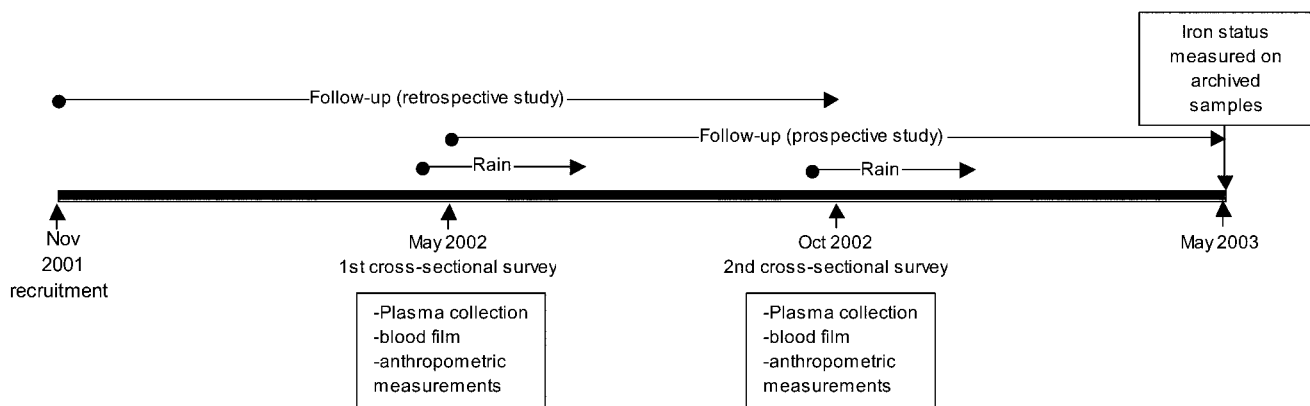 Iron status
measured on
archived
samples
Follow-up (retrospective study)
Follow-up (prospective study)
Rain
Rain
Nov
2001
recruitment
May 2002
1st cross-sectional survey
-Plasma collection
-blood film
-anthropometric
measurements
Oct 2002
2nd cross-sectional survey
-Plasma collection
-blood film
-anthropometric
measurements
May 2003